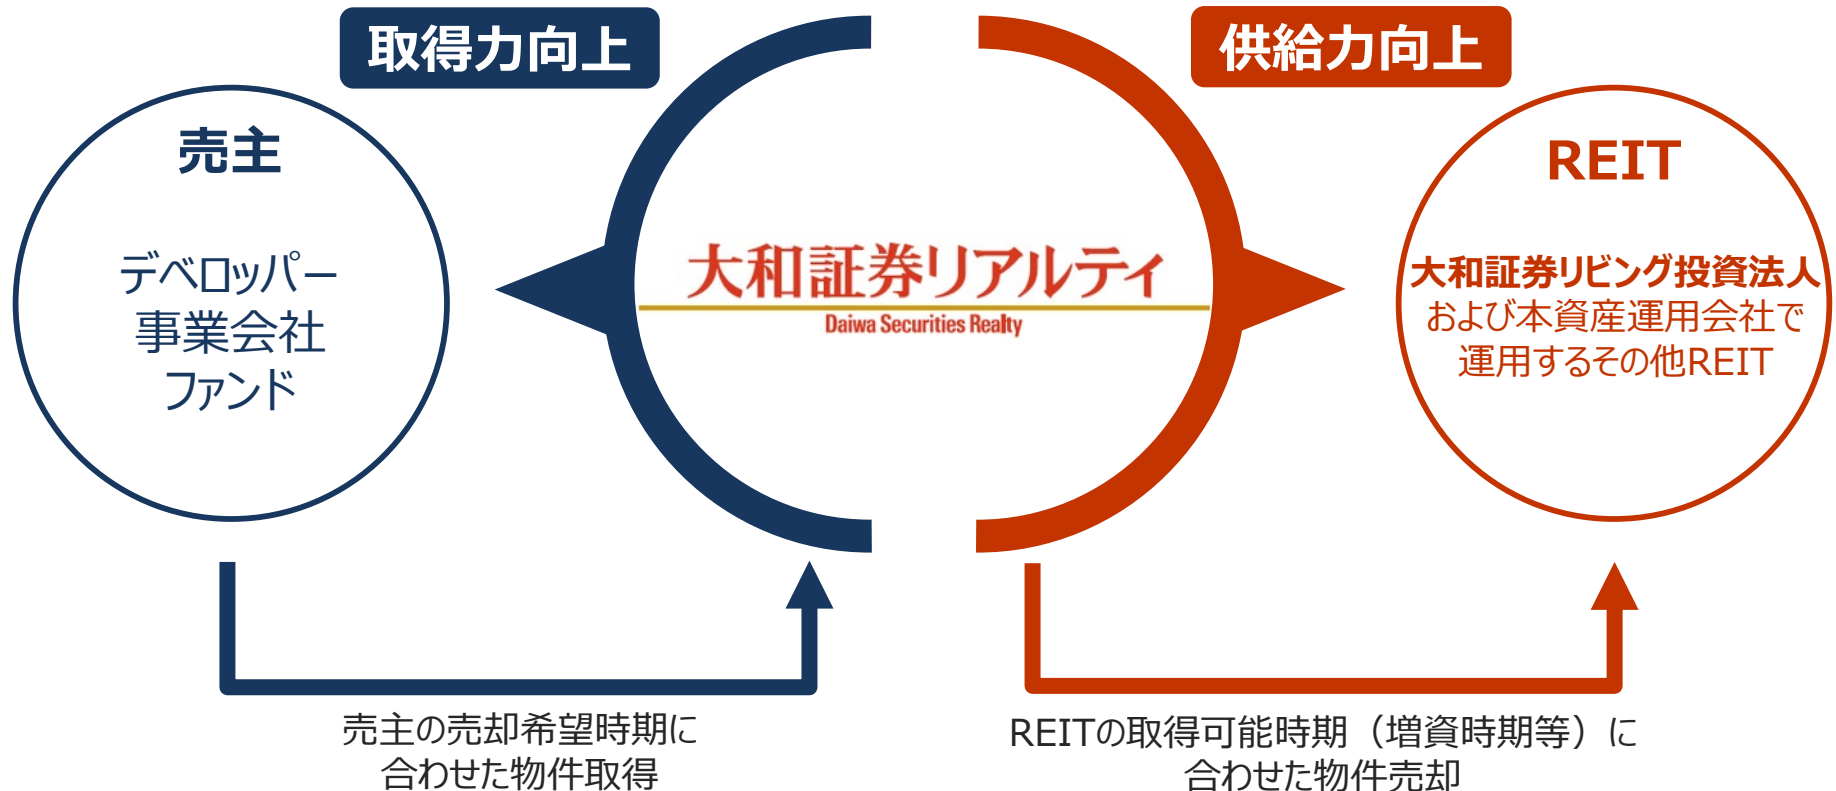 取得力向上
供給力向上
売主
デベロッパー
事業会社
ファンド
大和証券リアルティ
Daiwa Securities Realty
REIT
大和証券リビング投資法人
および本資産運用会社で
運用するその他REIT
売主の売却希望時期に
合わせた物件取得
REITの取得可能時期（増資時期等）に
合わせた物件売却